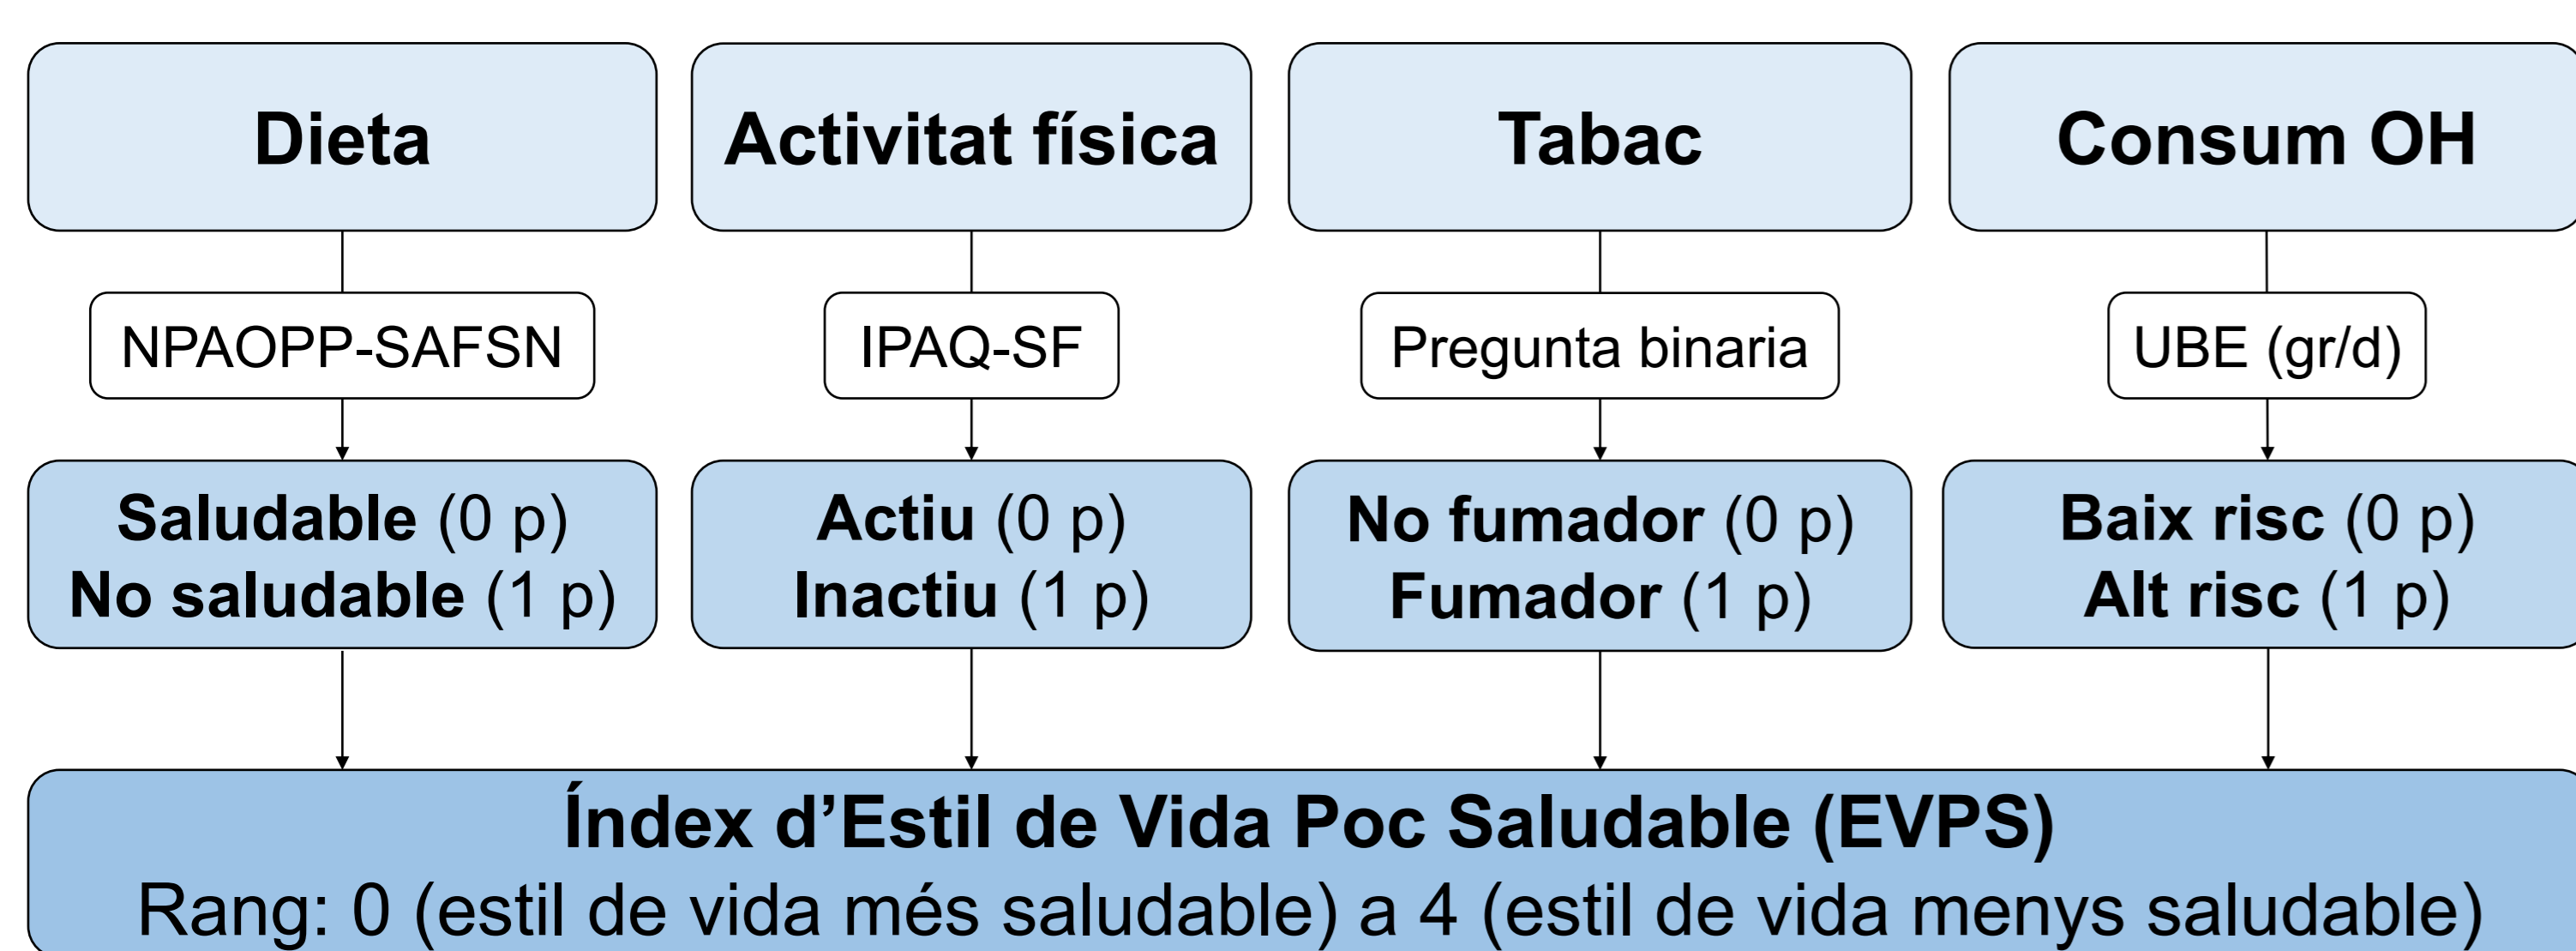 Dieta
Activitat física
Tabac
Consum OH
NPAOPP-SAFSN
IPAQ-SF
Pregunta binaria
UBE (gr/d)
Saludable (0 p)
No saludable (1 p)
Actiu (0 p)
Inactiu (1 p)
No fumador (0 p)
Fumador (1 p)
Baix risc (0 p)
Alt risc (1 p)
Índex d’Estil de Vida Poc Saludable (EVPS)
Rang: 0 (estil de vida més saludable) a 4 (estil de vida menys saludable)